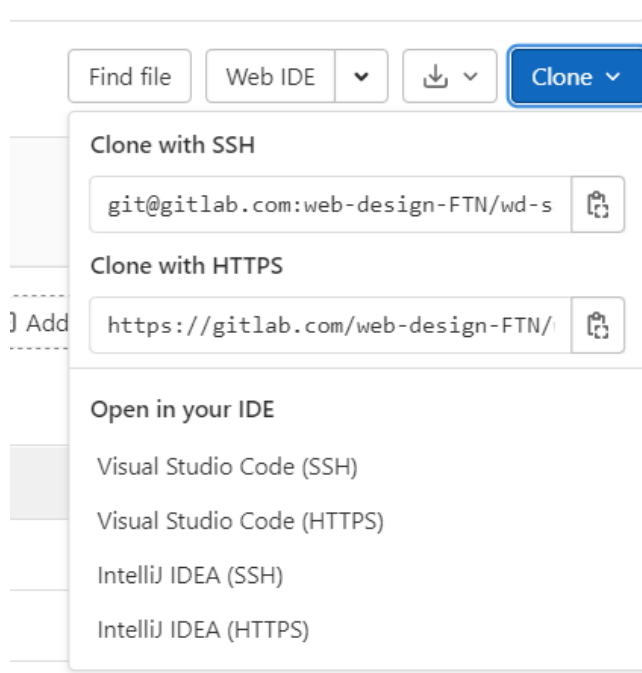 Find file
Web IDE
Clone
Clone with SSH
git@gitlab.com:web-design-FTN/wd-s
Clone with HTTPS
https://gitlab.com/web-design-FTN/
Add
Open in your IDE
Visual Studio Code (SSH)
Visual Studio Code (HTTPS)
IntelliJ IDEA (SSH)
IntelliJ IDEA (HTTPS)